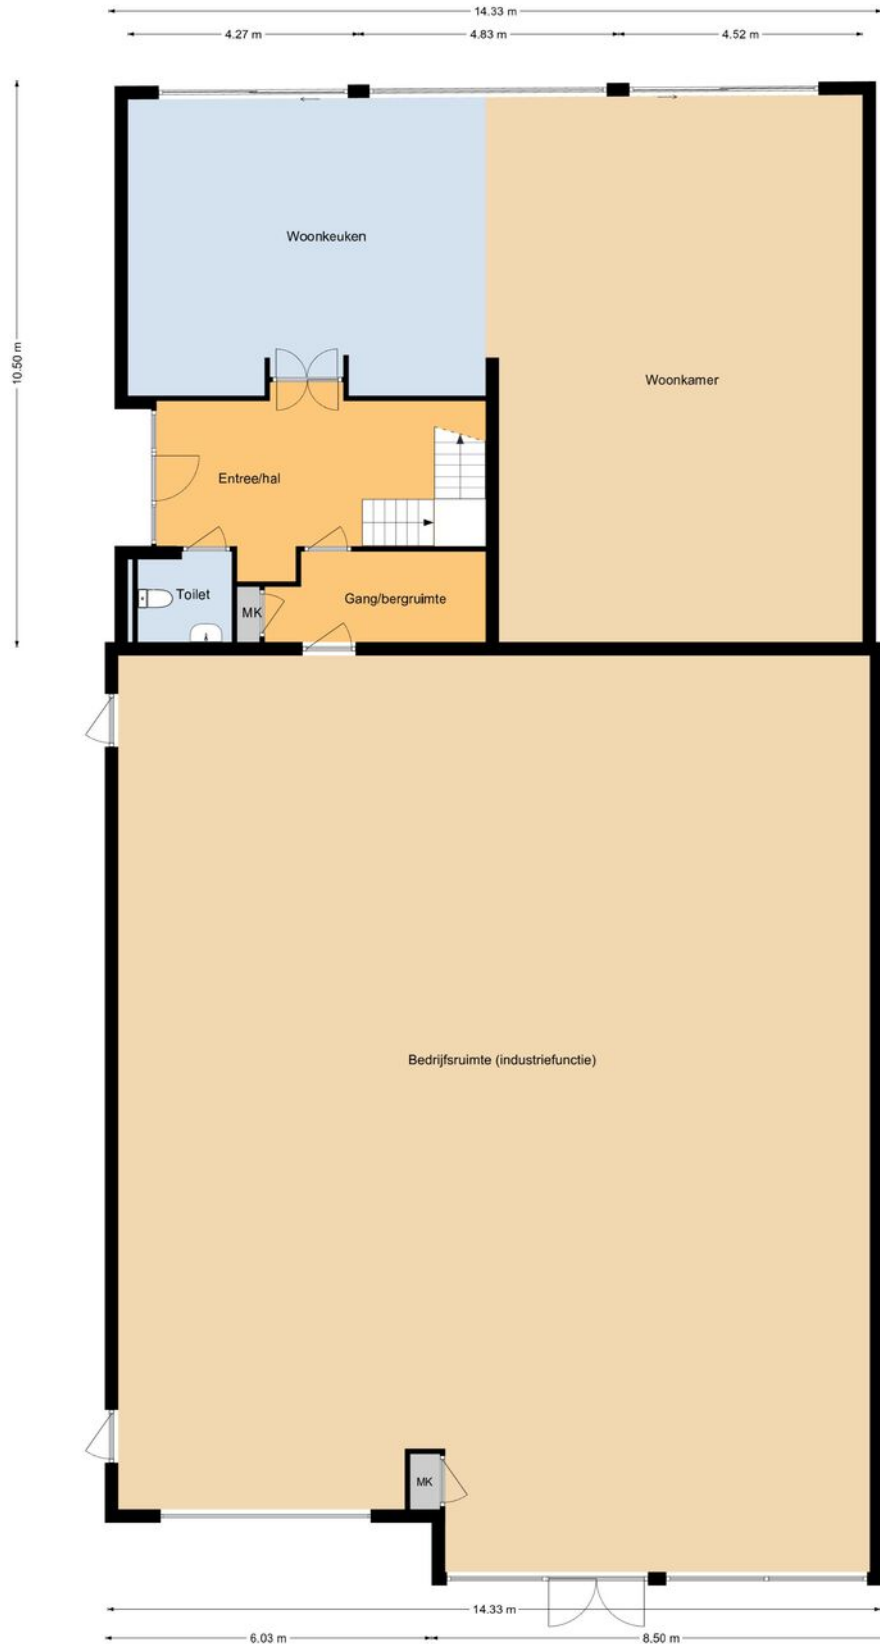 14.33 m
4.27 m
4.83 m
4.52 m
10.50 m
Woonkeuken
Woonkamer
Entree/hal
Toilet
MK
Gang/bergruimte
Bedrijfsruimte (industriefunctie)
MK
14.33 m
6.03 m
8.50 m